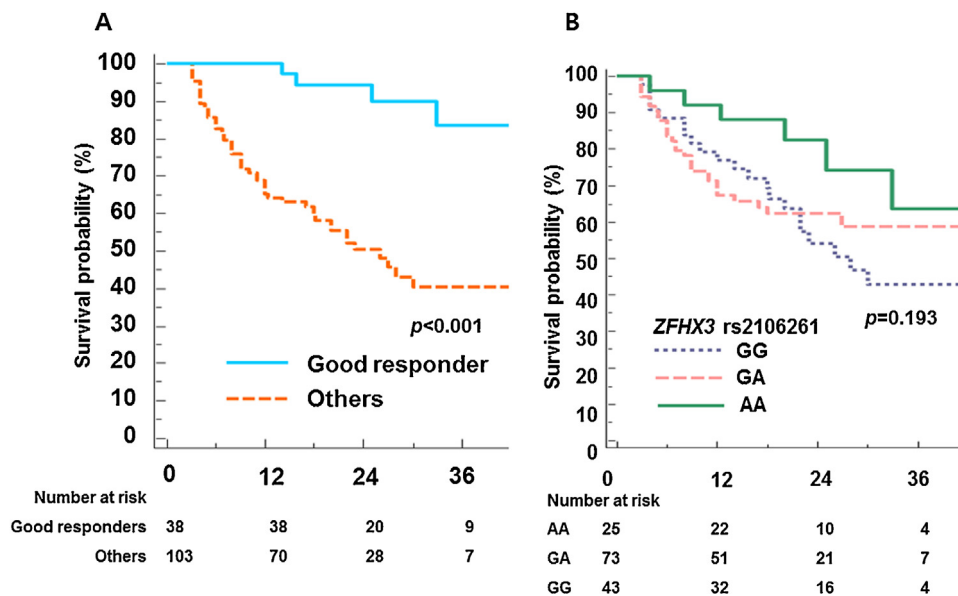 A
Survival probability (%)
100
90
80
70
60
50
40
30
20
10
0
p<0.001
Good responder
Others
0 12 24 36
Number at risk
Good responders 38 38 20 9
Others 103 70 28 7
B
Survival probability (%)
100
90
80
70
60
50
40
30
20
10
0
ZFHX3 rs2106261
p=0.193
GG
GA
AA
0 12 24 36
Number at risk
AA 25 22 10 4
GA 73 51 21 7
GG 43 32 16 4